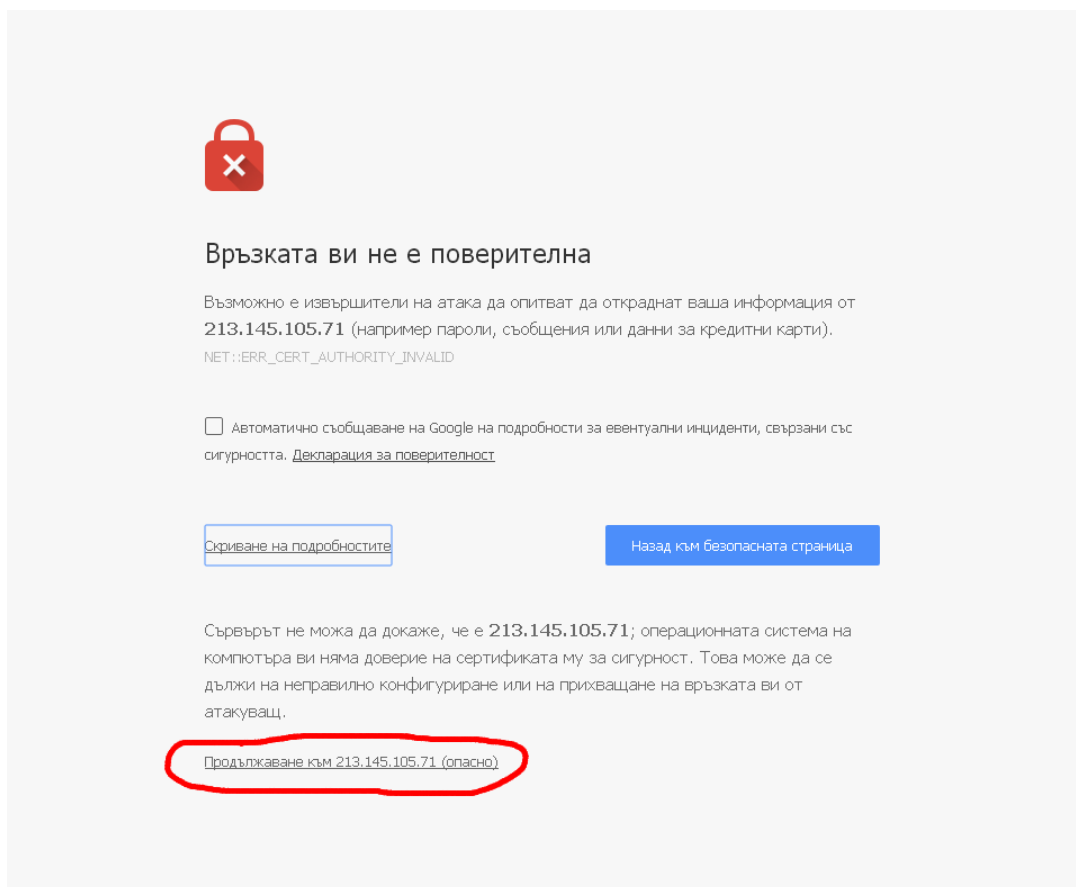 Връзката ви не е поверителна
Възможно е извършители на атака да опитват да откраднат ваша информация от
213.145.105.71 (например пароли, съобщения или данни за кредитни карти).
NET::ERR_CERT_AUTHORITY_INVALID
Автоматично съобщаване на Google на подробности за евентуални инциденти, свързани със
сигурността. Декларация за поверителност
Скриване на подробностите
Назад към безопасната страница
Сървърът не можа да докаже, че е 213.145.105.71; операционната система на
компютъра ви няма доверие на сертификата му за сигурност. Това може да се
дължи на неправилно конфигуриране или на прихващане на връзката ви от
атакуващ.
Продължаване към 213.145.105.71 (опасно)